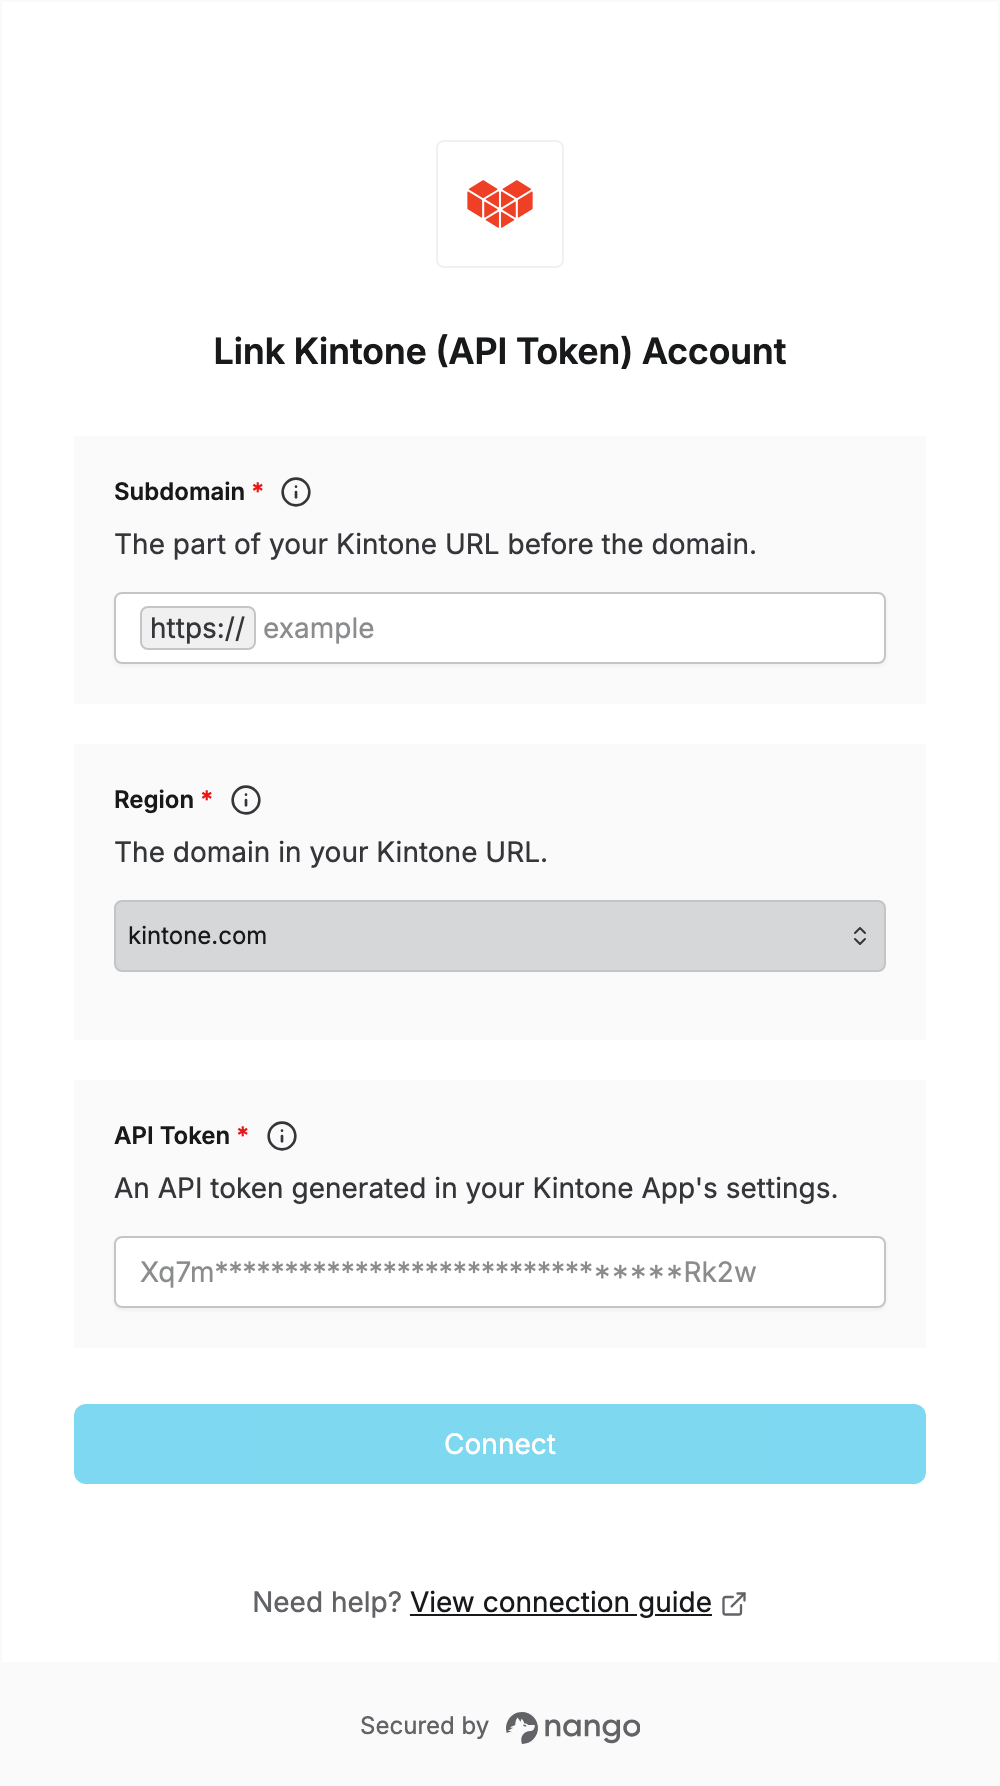 Link Kintone (API Token) Account
Subdomain *
The part of your Kintone URL before the domain.
https:// example
Region *
The domain in your Kintone URL.
kintone.com
API Token *
An API token generated in your Kintone App's settings.
Xq7m*********************************Rk2w
Connect
Need help? View connection guide
Secured by nango